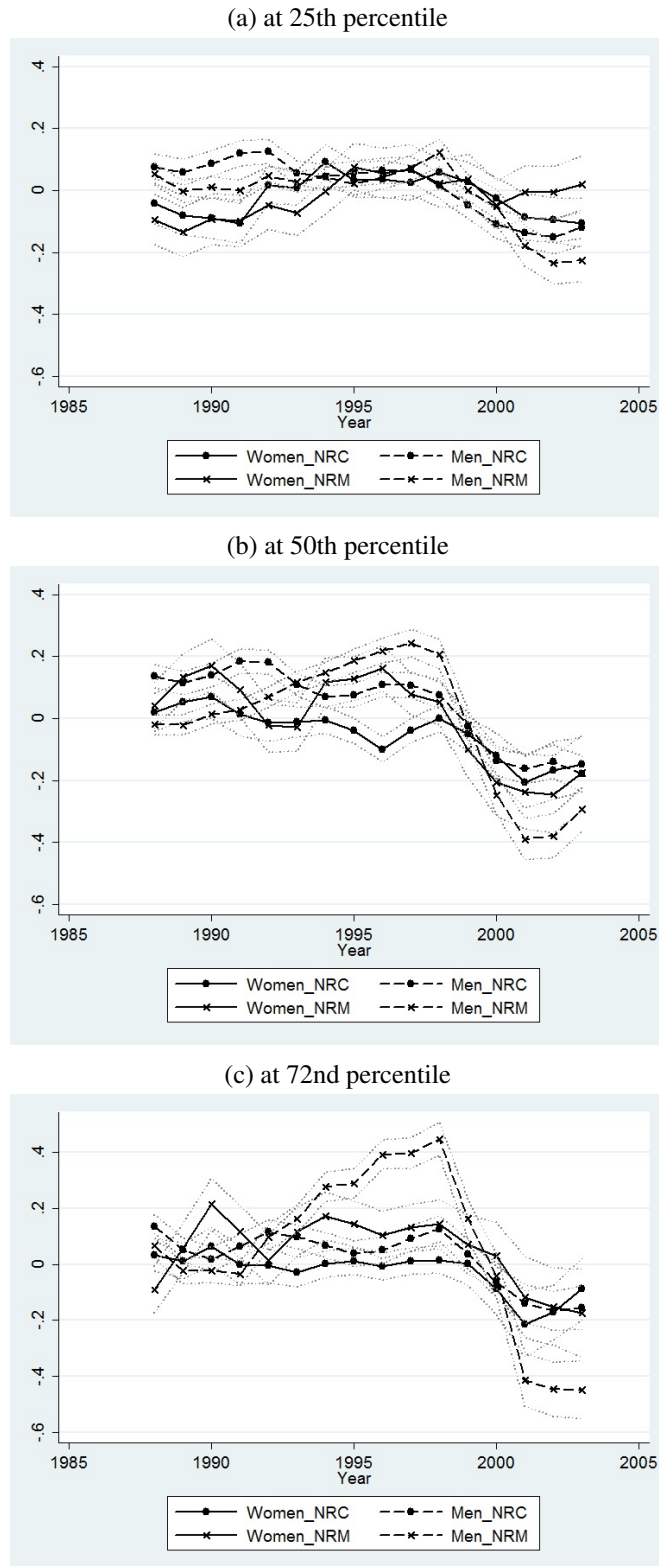 (a) at 25th percentile
.4
.2
0
-.2
-.4
-.6
1985 1990 1995 2000 2005
Year
Women_NRC Men_NRC
Women_NRM Men_NRM
(b) at 50th percentile
.4
.2
0
-.2
-.4
-.6
1985 1990 1995 2000 2005
Year
Women_NRC Men_NRC
Women_NRM Men_NRM
(c) at 72nd percentile
.4
.2
0
-.2
-.4
-.6
1985 1990 1995 2000 2005
Year
Women_NRC Men_NRC
Women_NRM Men_NRM